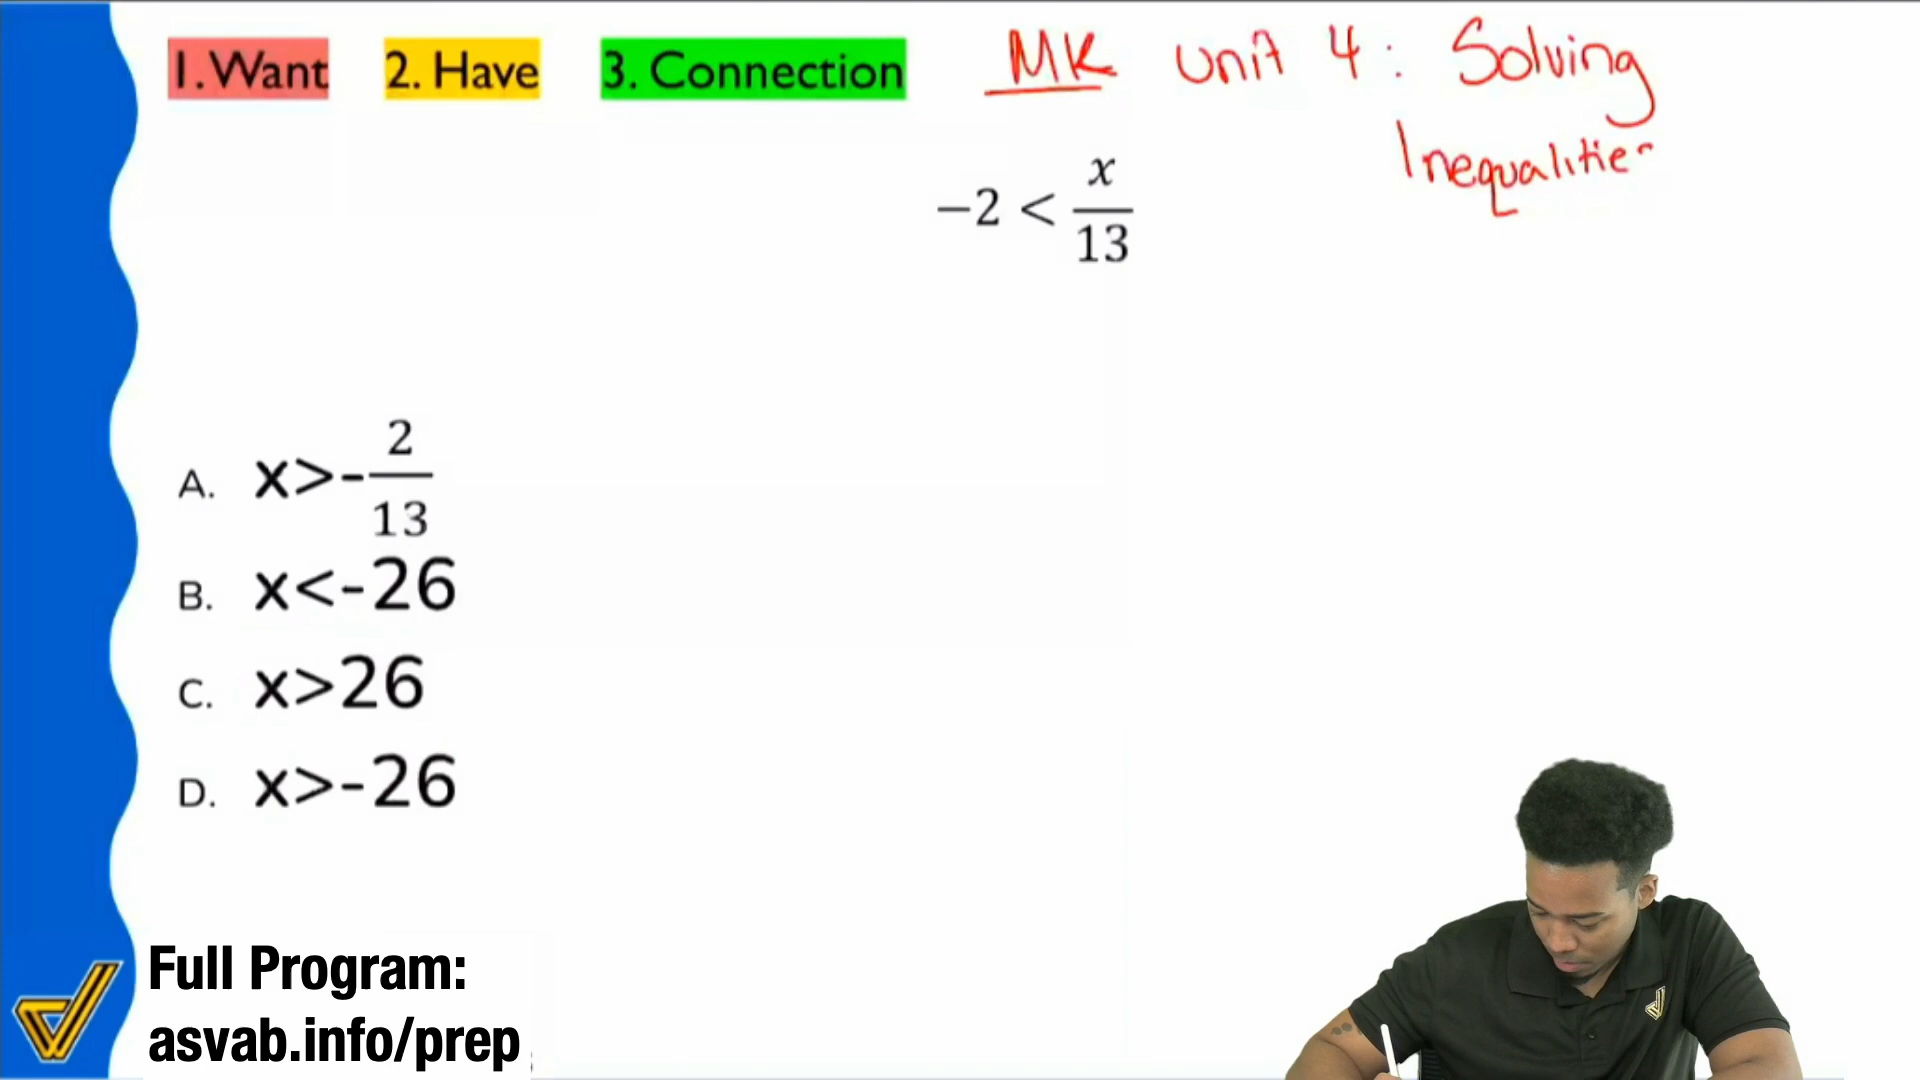 1. Want 2. Have 3. Connection MK Unit 4: Solving
Inequalities
−2 < x/13
A. x>-2/13
B. x<-26
C. x>26
D. x>-26
Full Program:
asvab.info/prep